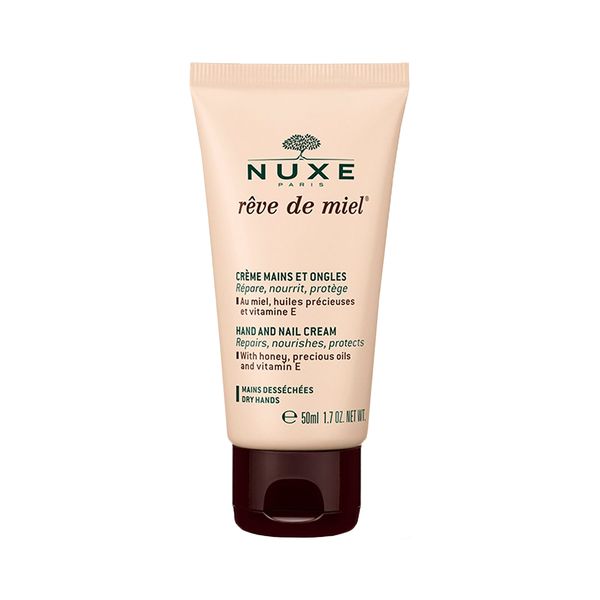 NUXE
PARIS
rêve de miel®
CRÈME MAINS ET ONGLES
Répare, nourrit, protège
Au miel, huiles précieuses
et vitamine E
HAND AND NAIL CREAM
Repairs, nourishes, protects
With honey, precious oils
and vitamin E
MAINS DESSÉCHÉES
DRY HANDS
℮ 50ml 1.7 OZ. NET WT.